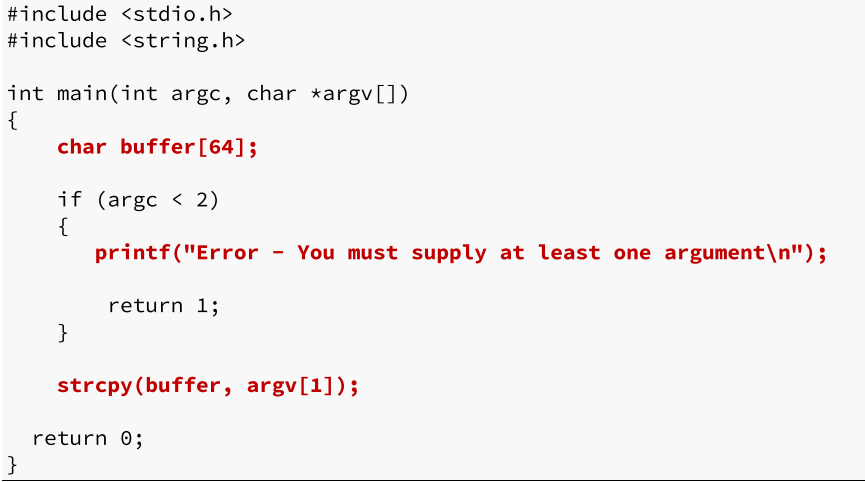 #include <stdio.h>
#include <string.h>
int main(int argc, char *argv[])
{
    char buffer[64];
    if (argc < 2)
    {
       printf("Error - You must supply at least one argument\n");
        return 1;
    }
    strcpy(buffer, argv[1]);
  return 0;
}